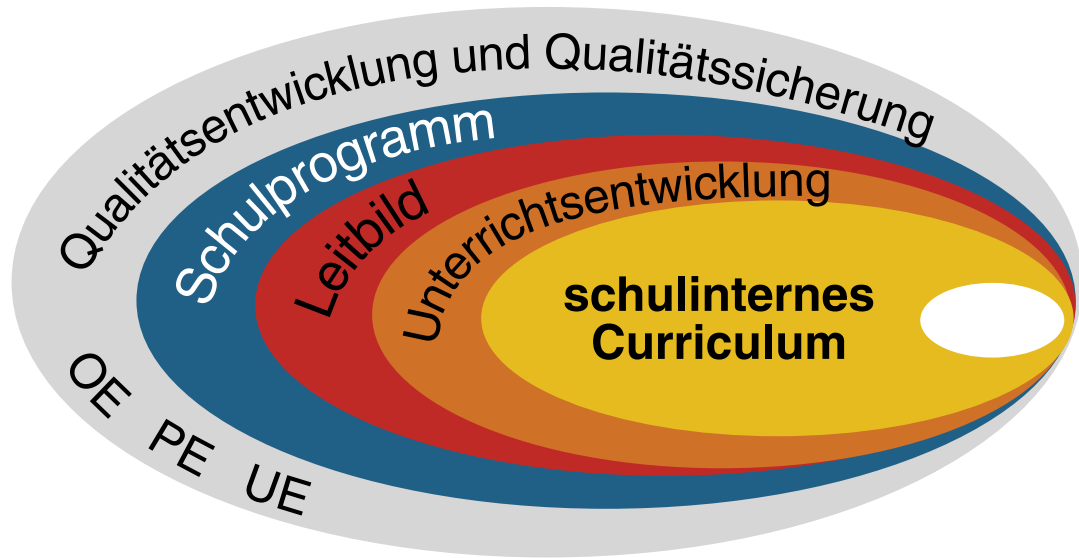 Qualitätsentwicklung und Qualitätssicherung
Schulprogramm
Leitbild
Unterrichtsentwicklung
schulinternes
Curriculum
OE PE UE